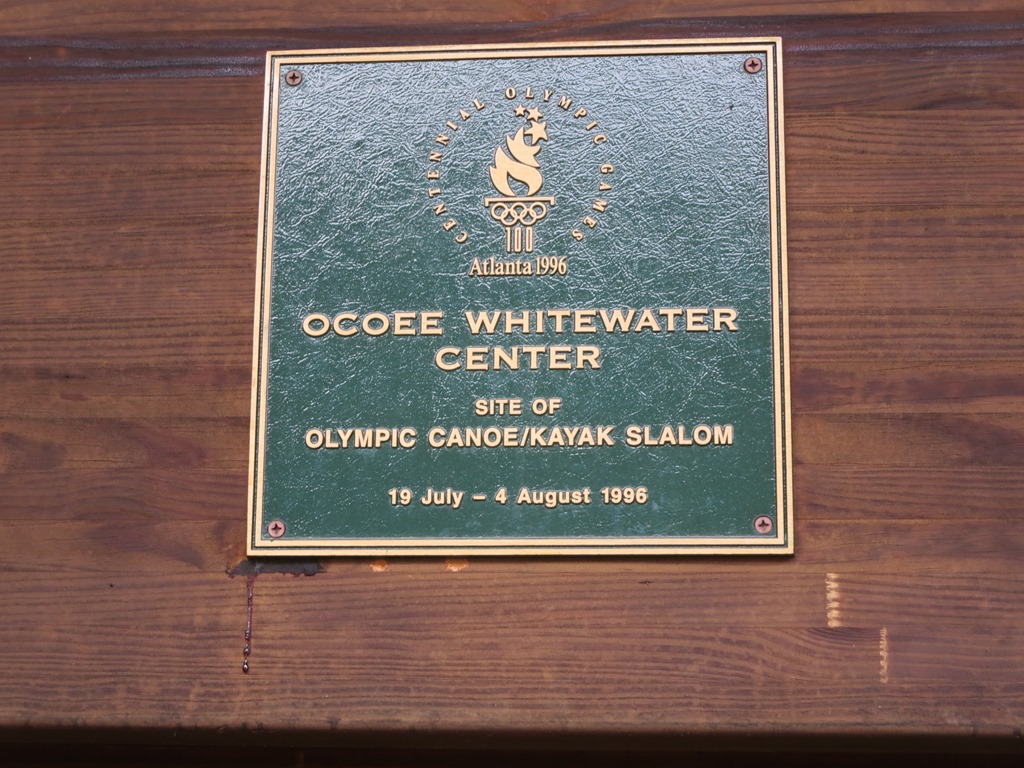 CENTENNIAL OLYMPIC GAMES
100
Atlanta 1996
OCOEE WHITEWATER
CENTER
SITE OF
OLYMPIC CANOE/KAYAK SLALOM
19 July – 4 August 1996